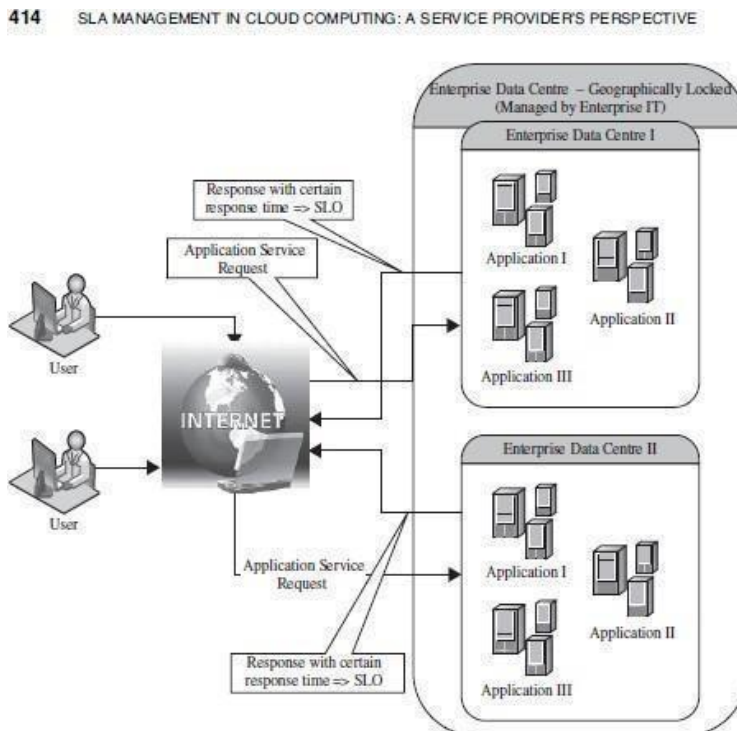 414 SLA MANAGEMENT IN CLOUD COMPUTING: A SERVICE PROVIDER'S PERSPECTIVE
Enterprise Data Centre – Geographically Locked
(Managed by Enterprise IT)
Enterprise Data Centre I
Response with certain
response time => SLO
Application Service
Request
Application I
Application II
Application III
User
INTERNET
User
Enterprise Data Centre II
Application I
Application II
Application III
Application Service
Request
Response with certain
response time => SLO